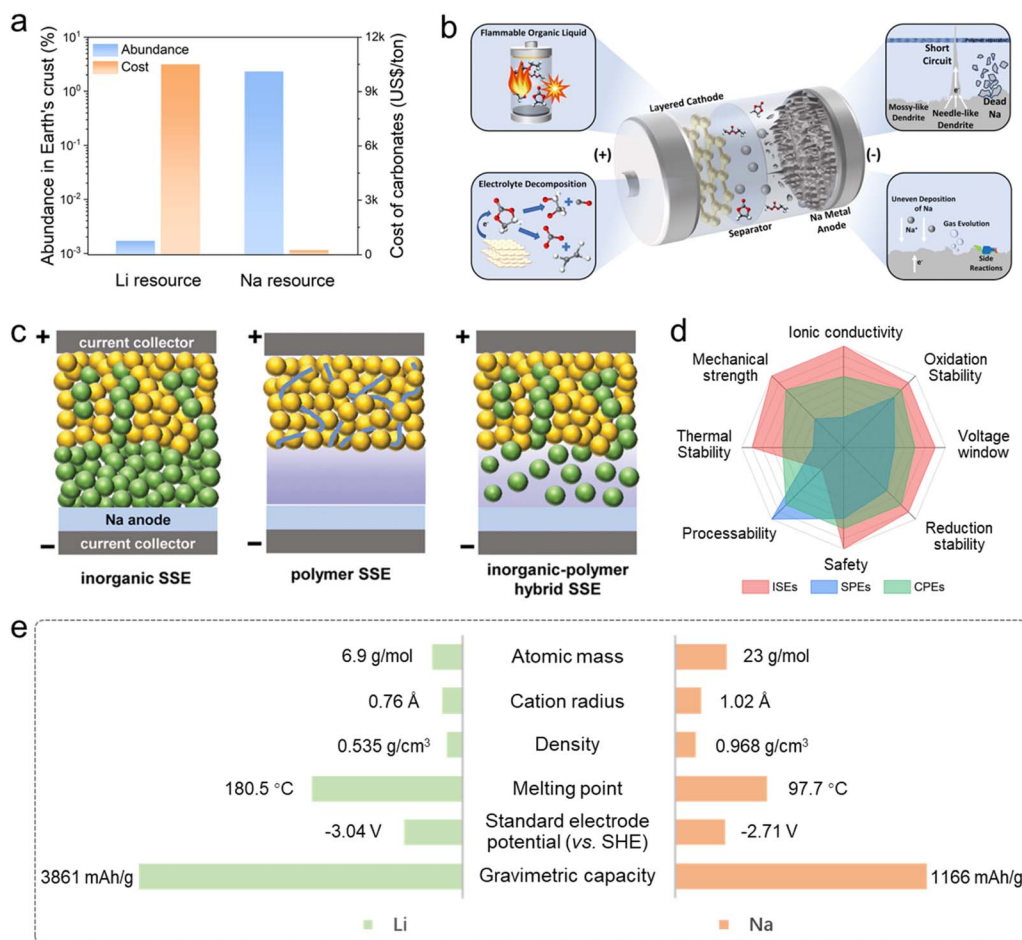 a
Abundance in Earth's crust (%)
10¹
10⁰
10⁻¹
10⁻²
10⁻³
Abundance
Cost
12k
9k
6k
3k
0
Cost of carbonates (US$/ton)
Li resource
Na resource
b
Flammable Organic Liquid
Layered Cathode
(+)
Electrolyte Decomposition
Separator
Na Metal
Anode
(-)
Short
Circuit
Mossy-like
Dendrite
Needle-like
Dendrite
Dead
Na
Uneven Deposition
of Na
Na⁺
Gas Evolution
e⁻
Side
Reactions
c
+
current collector
Na anode
−
current collector
inorganic SSE
+
−
polymer SSE
+
−
inorganic-polymer
hybrid SSE
d
Ionic conductivity
Oxidation
Stability
Voltage
window
Reduction
stability
Safety
Processability
Thermal
Stability
Mechanical
strength
ISEs
SPEs
CPEs
e
6.9 g/mol
Atomic mass
23 g/mol
0.76 Å
Cation radius
1.02 Å
0.535 g/cm³
Density
0.968 g/cm³
180.5 °C
Melting point
97.7 °C
-3.04 V
Standard electrode
potential (vs. SHE)
-2.71 V
3861 mAh/g
Gravimetric capacity
1166 mAh/g
Li
Na